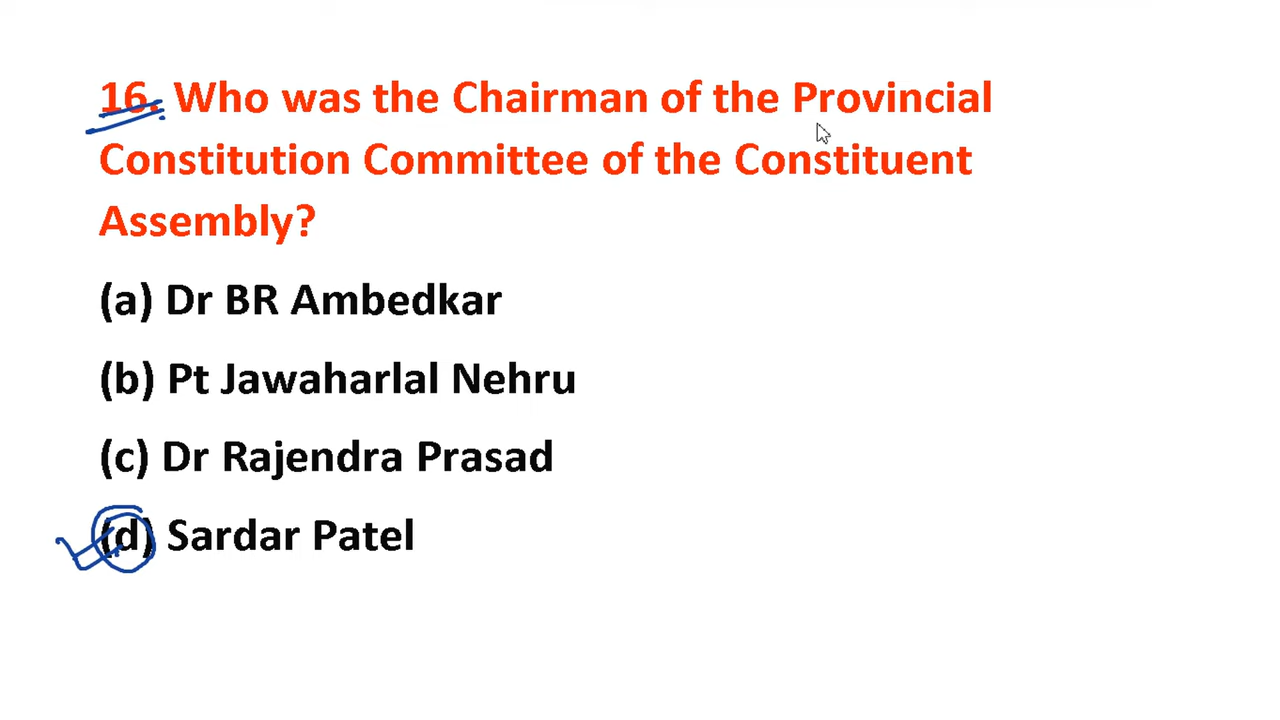 16. Who was the Chairman of the Provincial
Constitution Committee of the Constituent
Assembly?
(a) Dr BR Ambedkar
(b) Pt Jawaharlal Nehru
(c) Dr Rajendra Prasad
(d) Sardar Patel